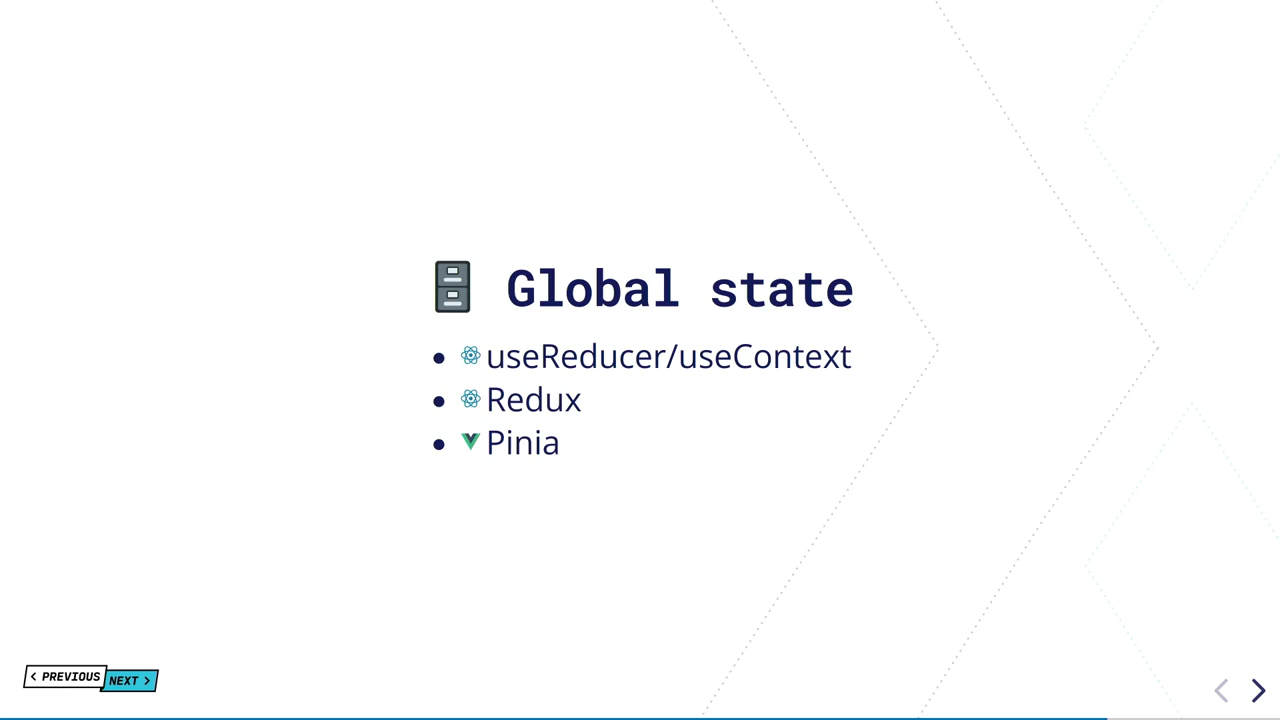 Global state
useReducer/useContext
Redux
Pinia
< PREVIOUS
NEXT >